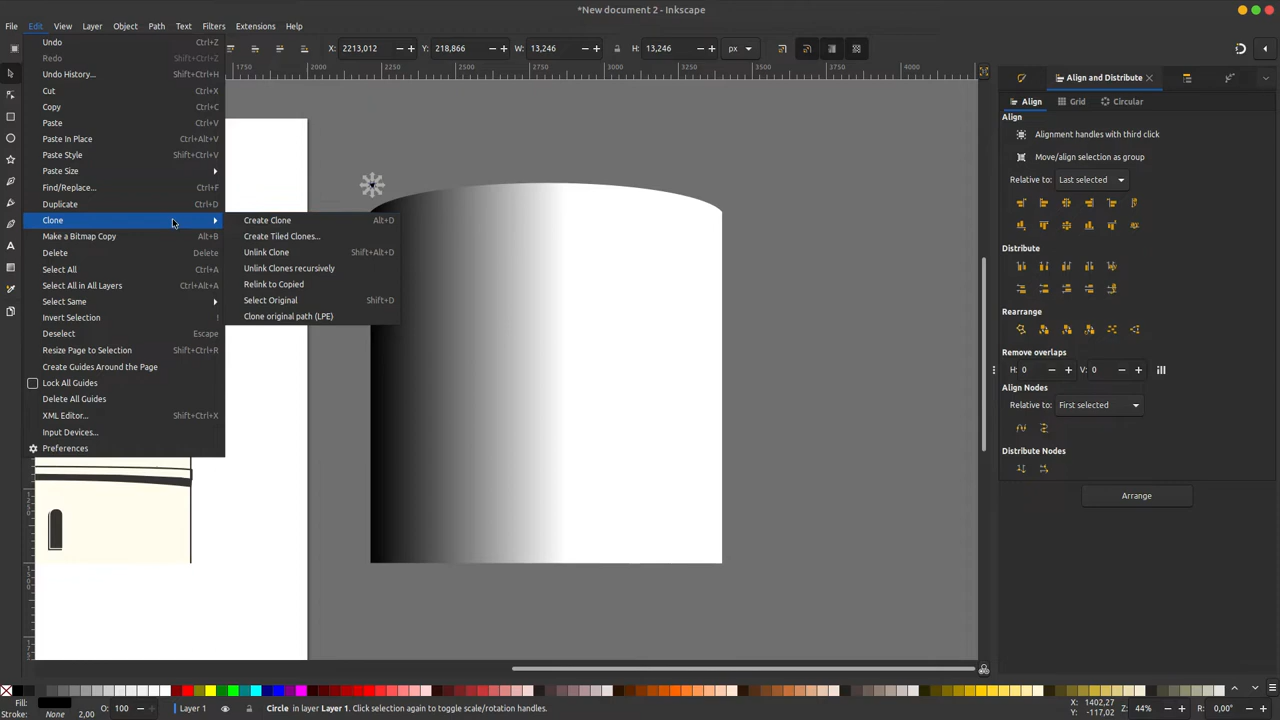 *New document 2 - Inkscape
File Edit View Layer Object Path Text Filters Extensions Help
X: 2213,012 Y: 218,866 W: 13,246 H: 13,246 px
2000 2250 2500 2750 3000 3250 3500 3750 4000
Undo Ctrl+Z
Redo Shift+Ctrl+Z
Undo History... Shift+Ctrl+H
Cut Ctrl+X
Copy Ctrl+C
Paste Ctrl+V
Paste In Place Ctrl+Alt+V
Paste Style Shift+Ctrl+V
Paste Size
Find/Replace... Ctrl+F
Duplicate Ctrl+D
Clone
Make a Bitmap Copy Alt+B
Delete Delete
Select All Ctrl+A
Select All in All Layers Ctrl+Alt+A
Select Same
Invert Selection !
Deselect Escape
Resize Page to Selection Shift+Ctrl+R
Create Guides Around the Page
Lock All Guides
Delete All Guides
XML Editor... Shift+Ctrl+X
Input Devices...
Preferences
Create Clone Alt+D
Create Tiled Clones...
Unlink Clone Shift+Alt+D
Unlink Clones recursively
Relink to Copied
Select Original Shift+D
Clone original path (LPE)
Align and Distribute
Align Grid Circular
Align
Alignment handles with third click
Move/align selection as group
Relative to: Last selected
Distribute
Rearrange
Remove overlaps
H: 0 V: 0
Align Nodes
Relative to: First selected
Distribute Nodes
Arrange
Fill:
Stroke: None 2,00
O: 100
Layer 1
Circle in layer Layer 1. Click selection again to toggle scale/rotation handles.
X: 1402,27
Y: -117,02
Z: 44% R: 0,00°